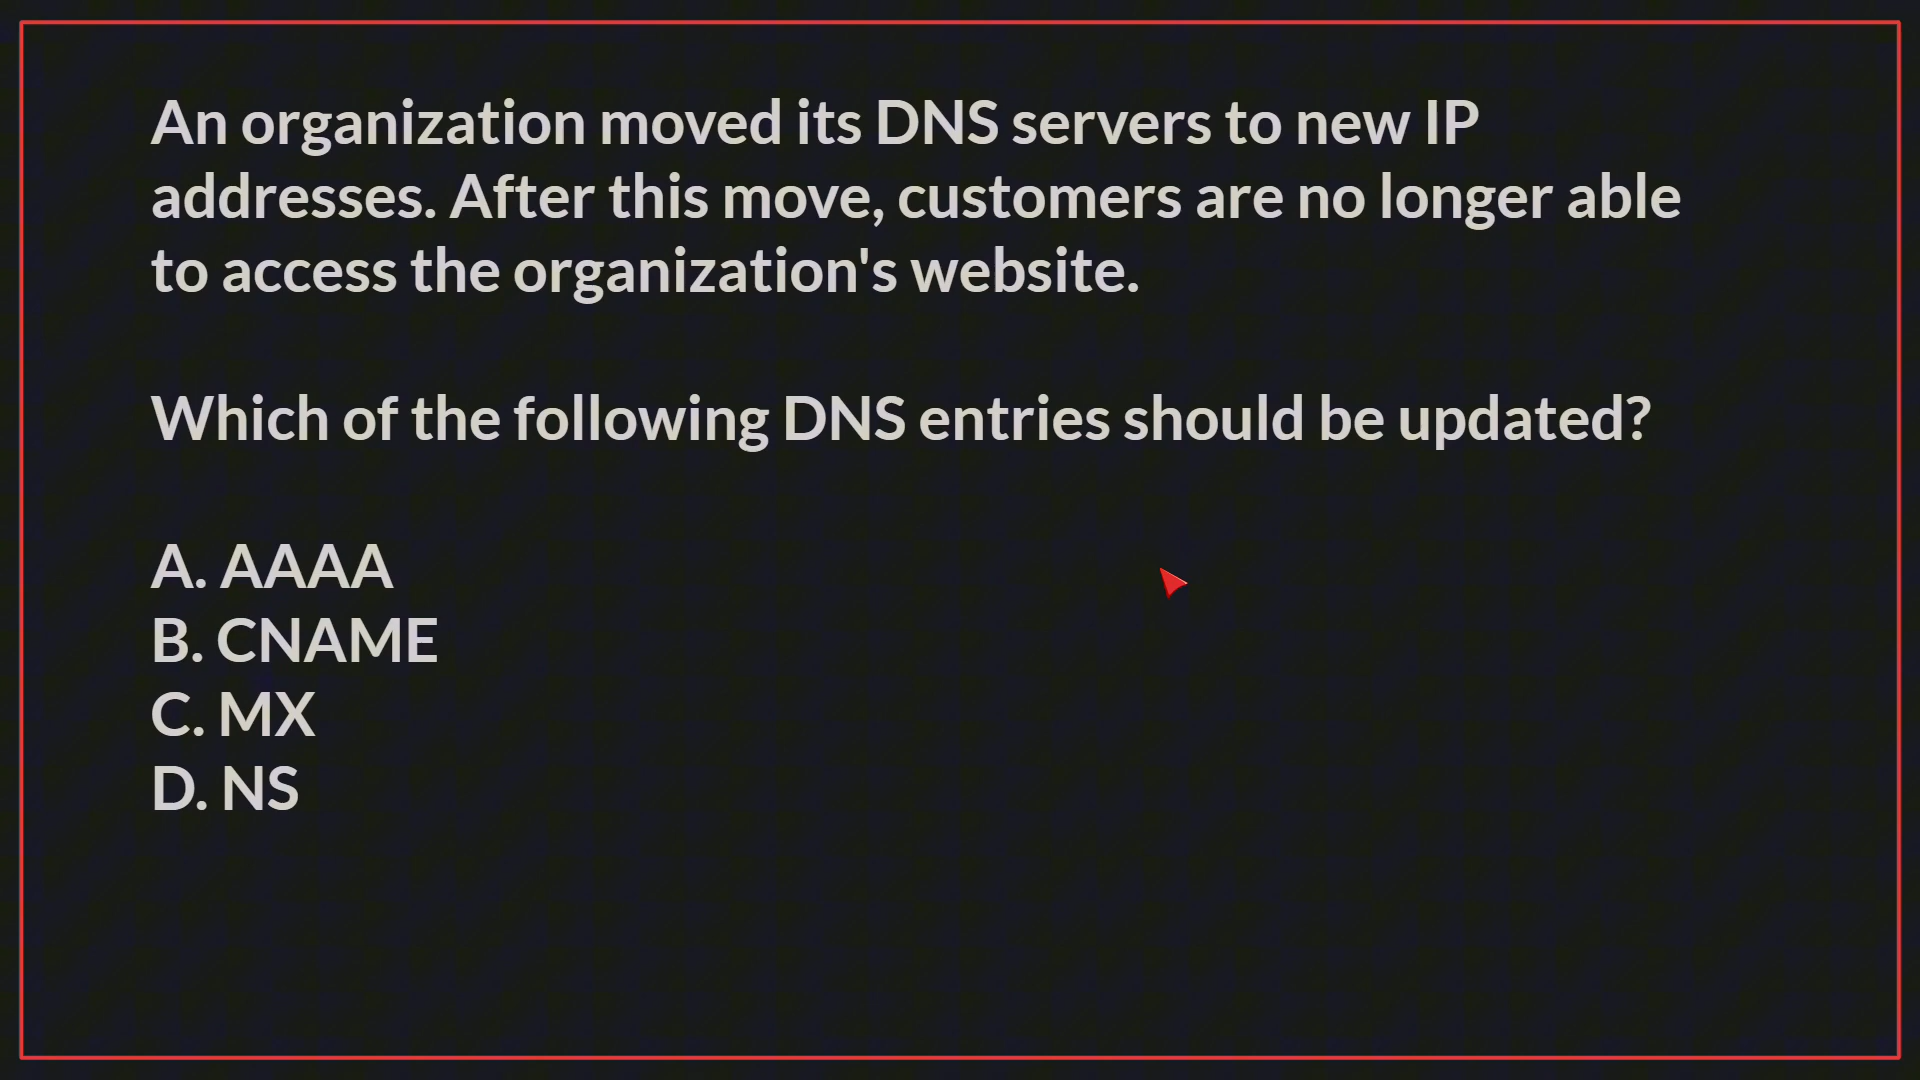 An organization moved its DNS servers to new IP
addresses. After this move, customers are no longer able
to access the organization's website.
Which of the following DNS entries should be updated?
A. AAAA
B. CNAME
C. MX
D. NS